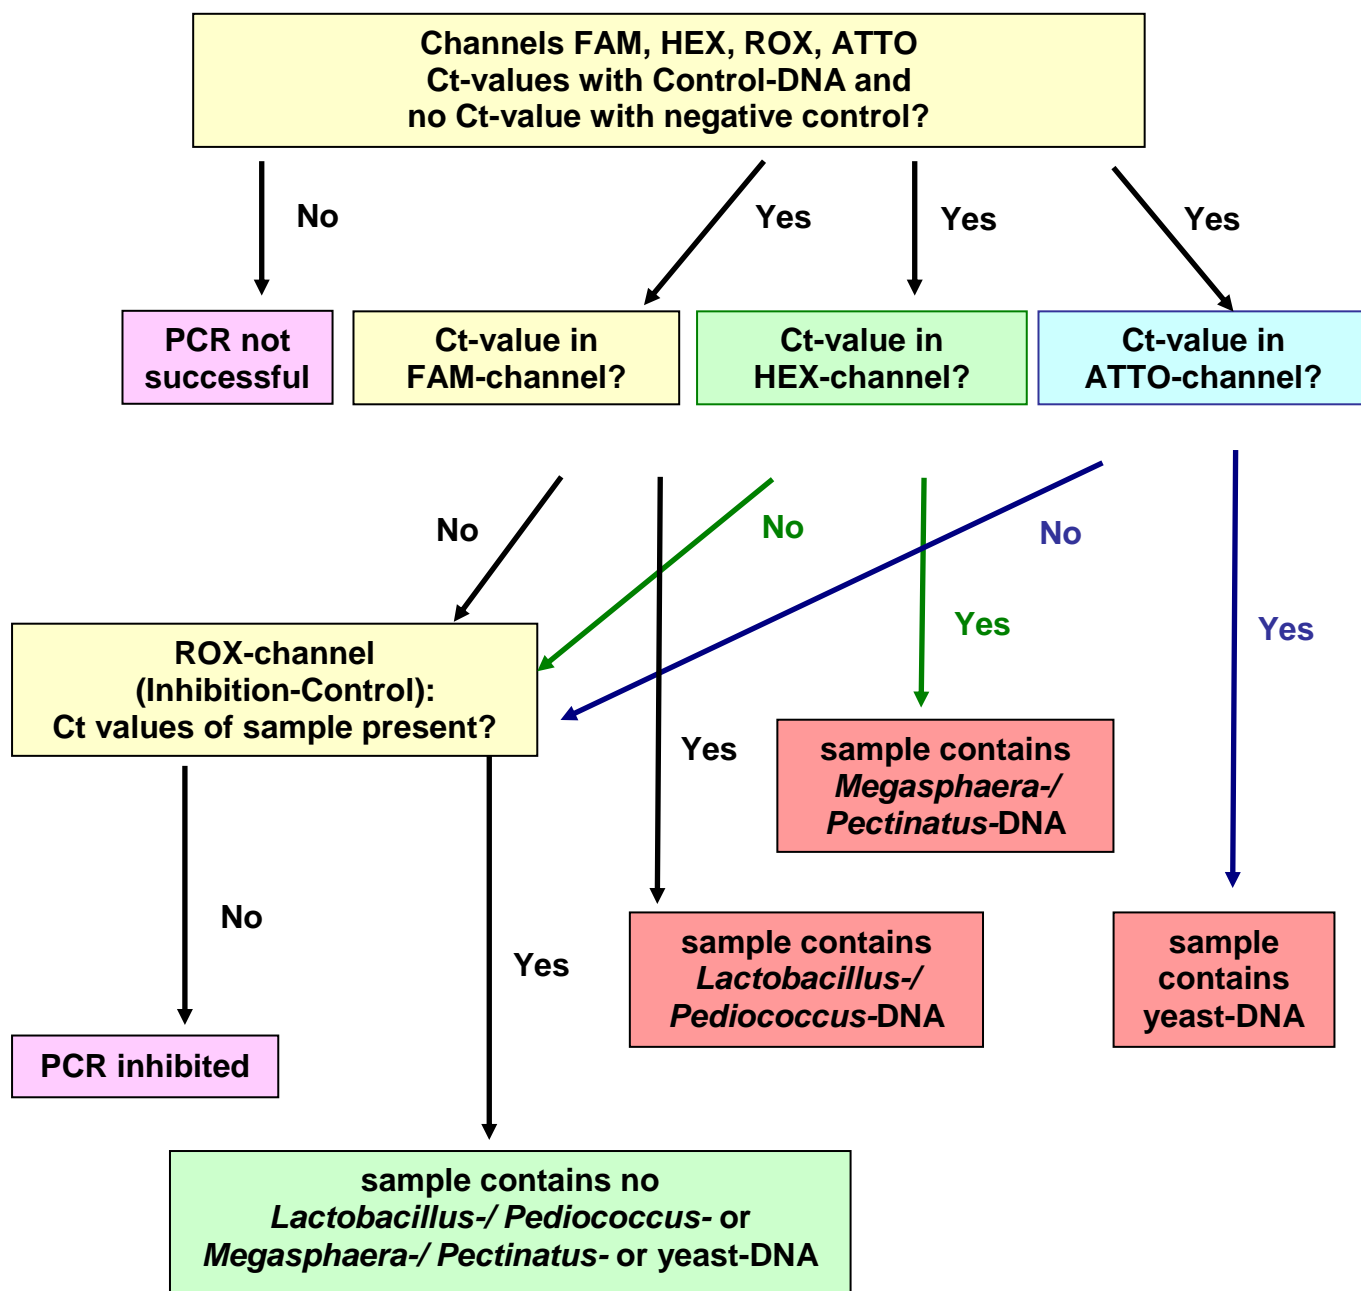 Channels FAM, HEX, ROX, ATTO
Ct-values with Control-DNA and
no Ct-value with negative control?
No
Yes
Yes
Yes
PCR not
successful
Ct-value in
FAM-channel?
Ct-value in
HEX-channel?
Ct-value in
ATTO-channel?
No
No
No
ROX-channel
(Inhibition-Control):
Ct values of sample present?
Yes
Yes
Yes
sample contains
Megasphaera-/
Pectinatus-DNA
No
Yes
sample contains
Lactobacillus-/
Pediococcus-DNA
sample
contains
yeast-DNA
PCR inhibited
sample contains no
Lactobacillus-/ Pediococcus- or
Megasphaera-/ Pectinatus- or yeast-DNA